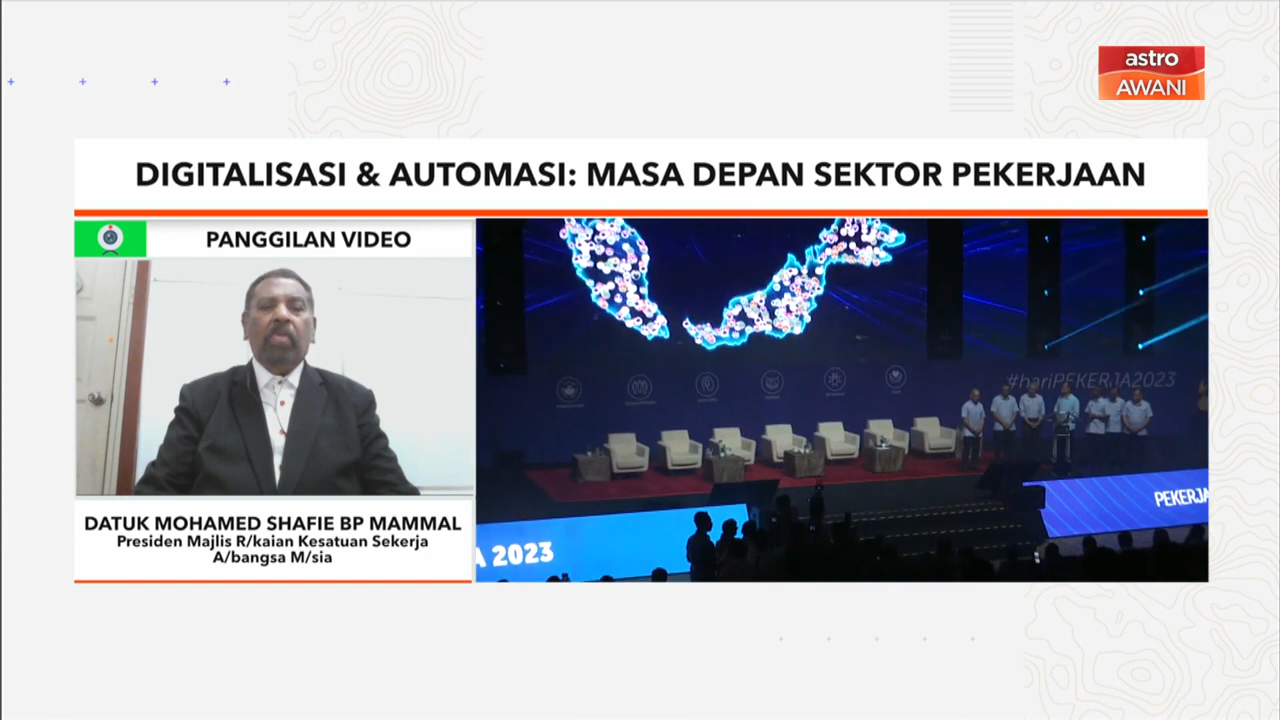 astro
AWANI
DIGITALISASI & AUTOMASI: MASA DEPAN SEKTOR PEKERJAAN
PANGGILAN VIDEO
DATUK MOHAMED SHAFIE BP MAMMAL
Presiden Majlis R/kaian Kesatuan Sekerja
A/bangsa M/sia
#hariPEKERJA2023
PEKERJA
A 2023